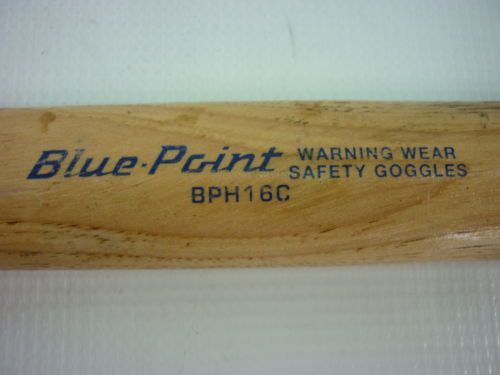 Blue-Point WARNING WEAR
SAFETY GOGGLES
BPH16C